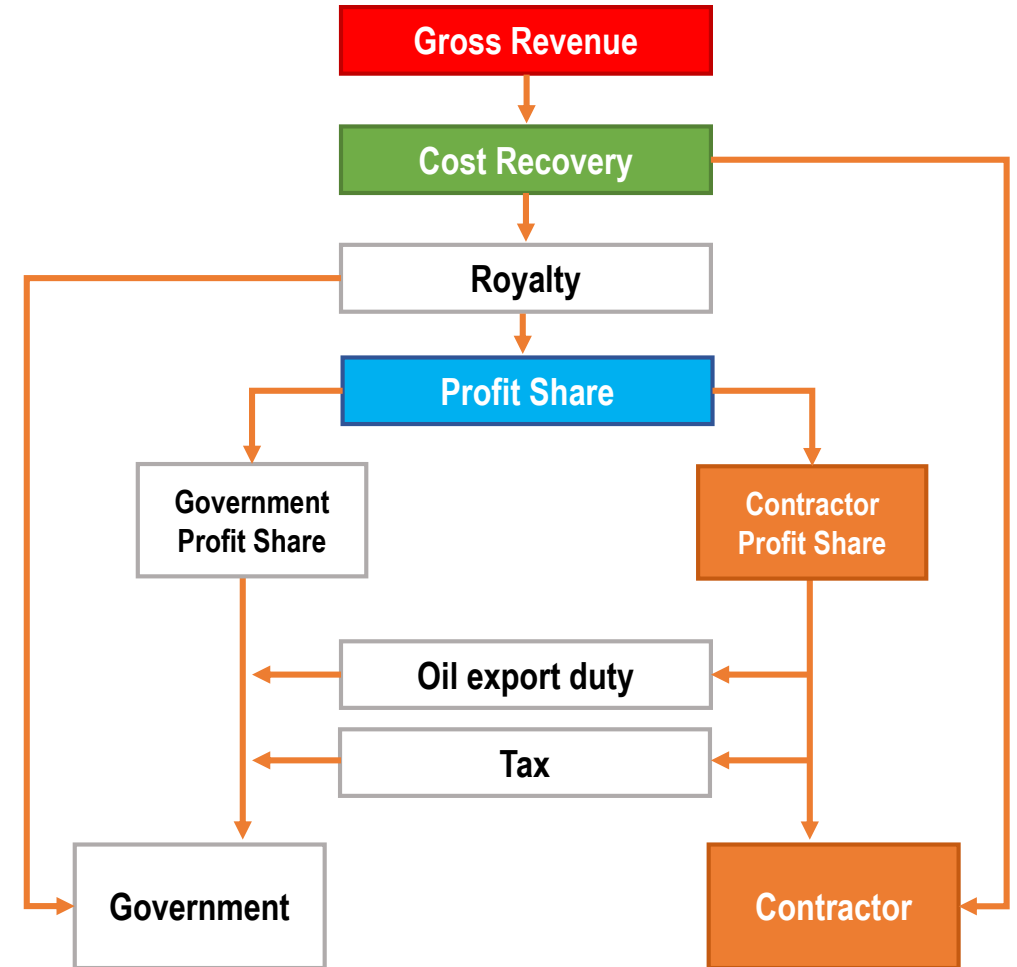 Gross Revenue
Cost Recovery
Royalty
Profit Share
Government
Profit Share
Contractor
Profit Share
Oil export duty
Tax
Government
Contractor